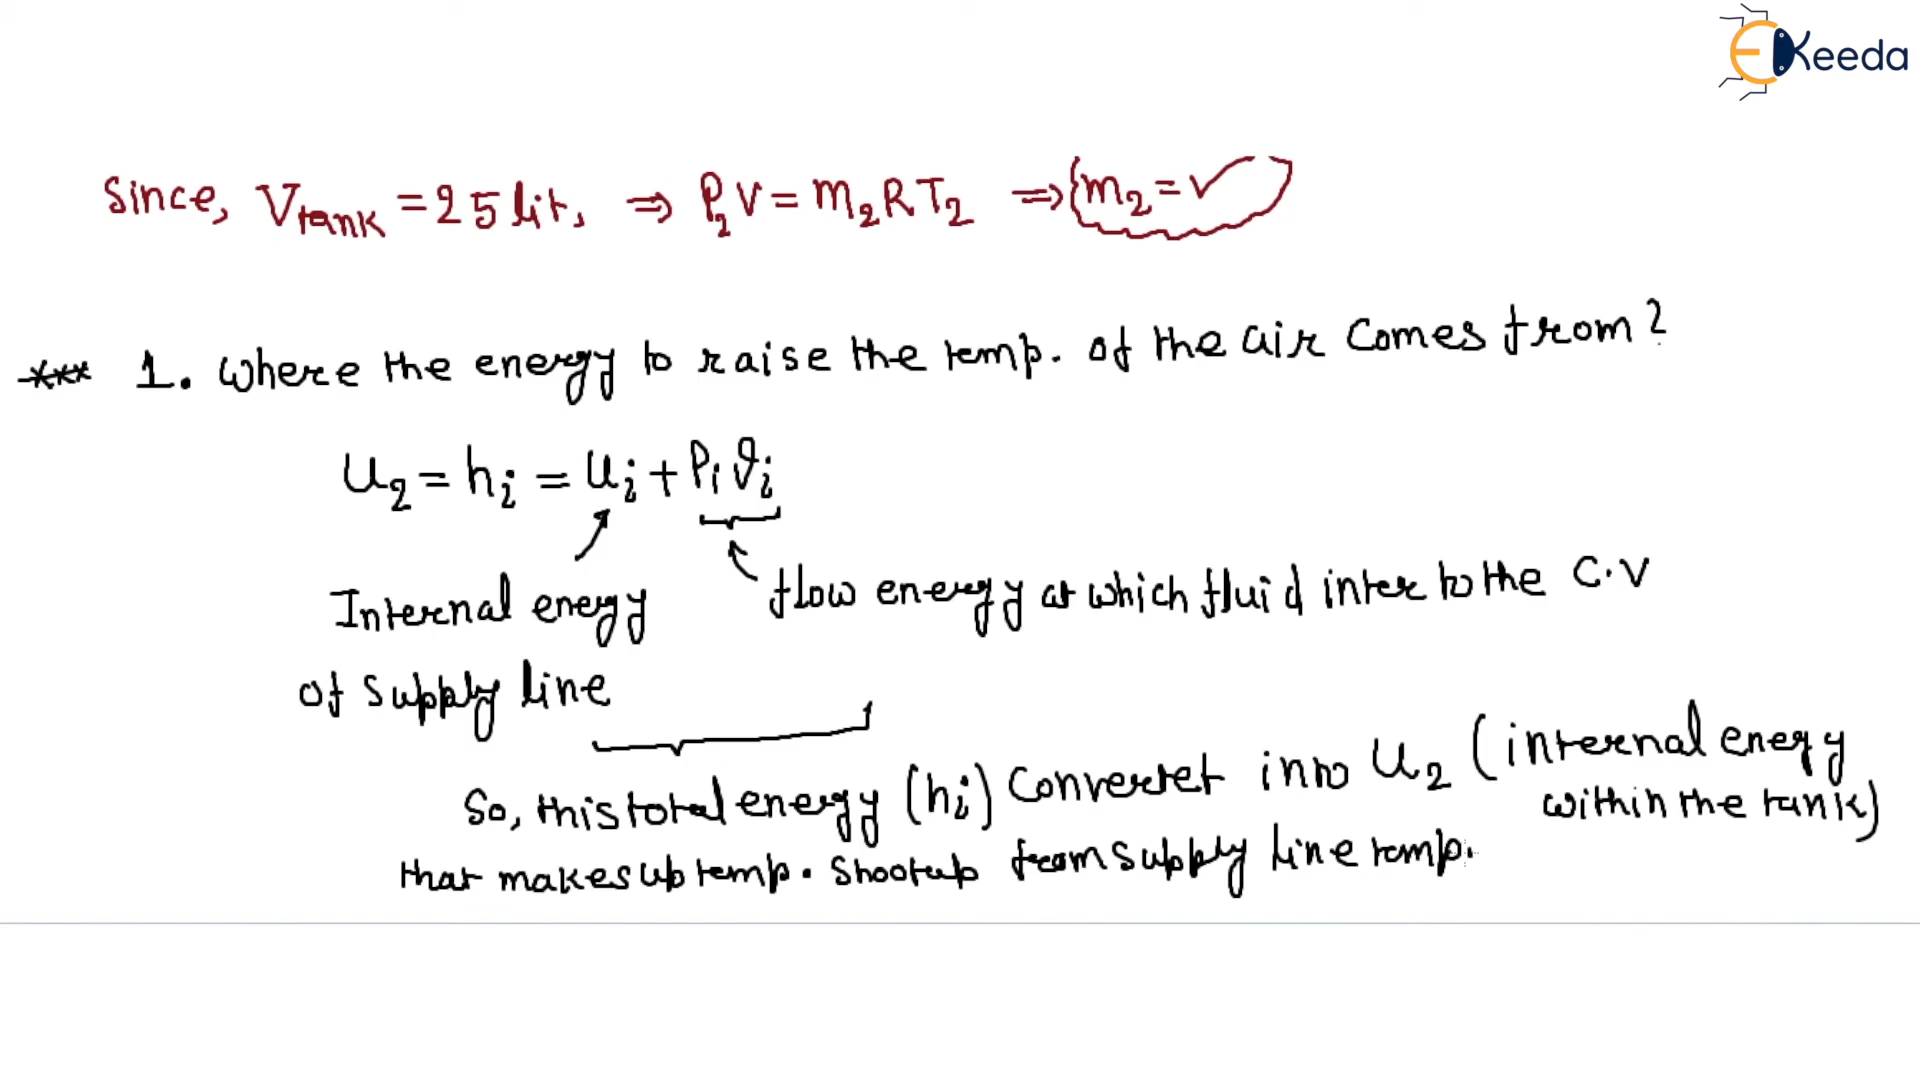 EKeeda
Since, Vtank = 25 lit, ⇒ P₂V = m₂RT₂ ⇒ m₂ = ✓
*** 1. Where the energy to raise the temp. of the air comes from?
U₂ = hᵢ = Uᵢ + Pᵢϑᵢ
Internal energy
of supply line
flow energy at which fluid inter to the C.V
So, this total energy (hᵢ) Convertet into U₂ (internal energy
within the tank)
that makes up temp. Shootup from supply line temp.